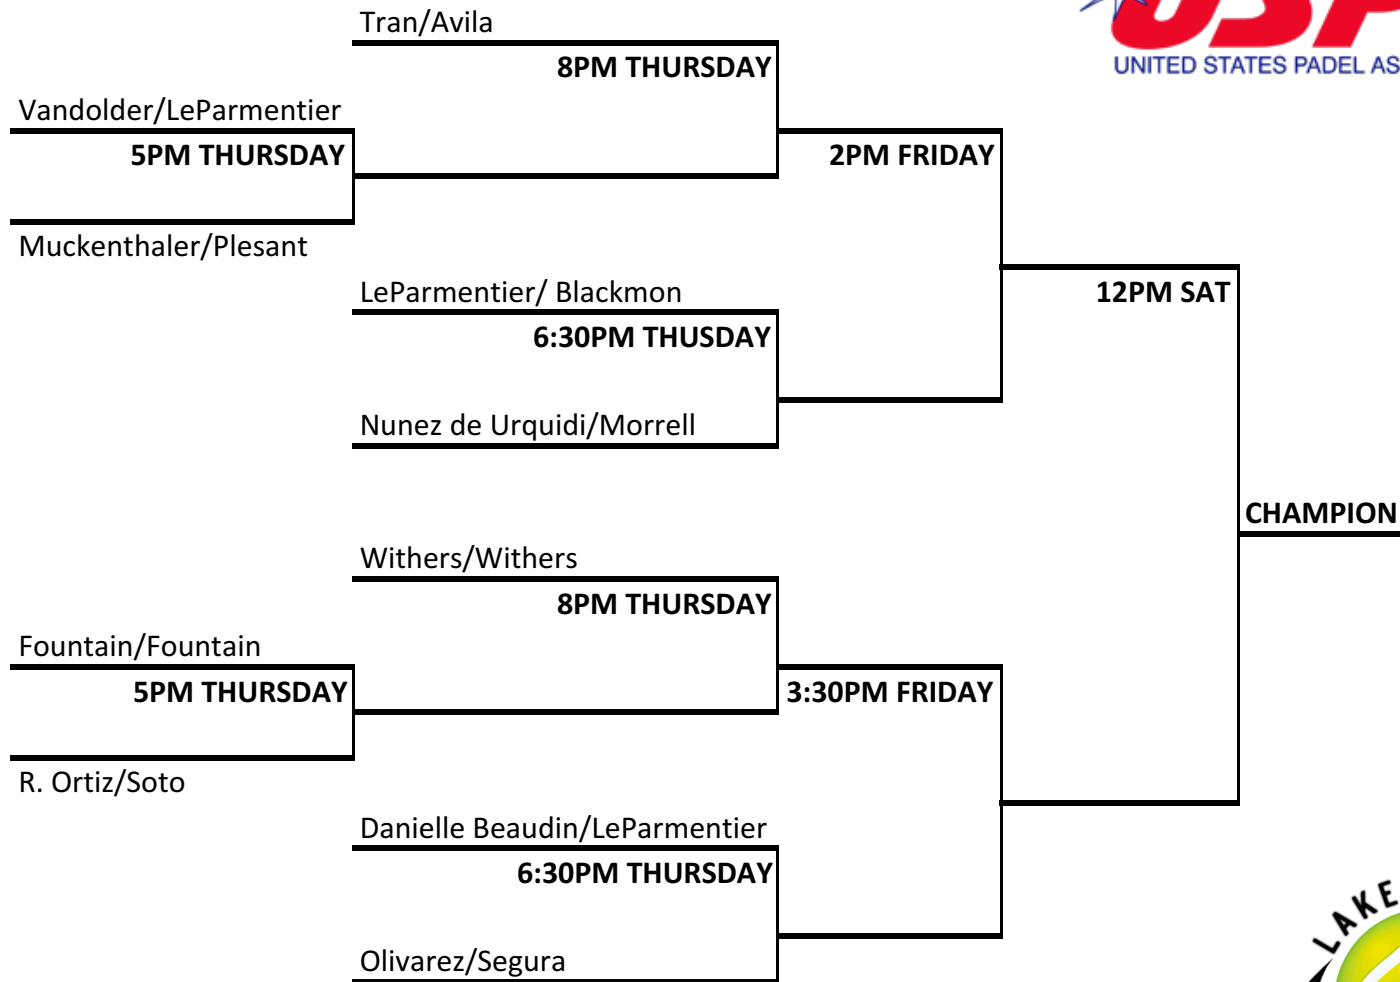 Tran/Avila
8PM THURSDAY
UNITED STATES PADEL
Vandolder/LeParmentier
5PM THURSDAY
2PM FRIDAY
Muckenthaler/Plesant
LeParmentier/ Blackmon
12PM SAT
6:30PM THUSDAY
Nunez de Urquidi/Morrell
CHAMPION
Withers/Withers
8PM THURSDAY
Fountain/Fountain
5PM THURSDAY
3:30PM FRIDAY
R. Ortiz/Soto
Danielle Beaudin/LeParmentier
6:30PM THURSDAY
LAKE
Olivarez/Segura